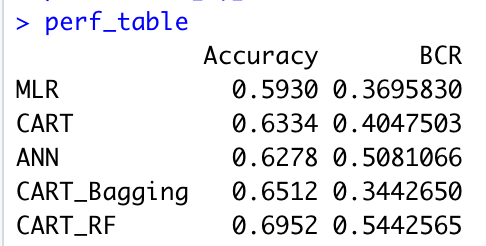 > perf_table
Accuracy BCR
MLR 0.5930 0.3695830
CART 0.6334 0.4047503
ANN 0.6278 0.5081066
CART_Bagging 0.6512 0.3442650
CART_RF 0.6952 0.5442565